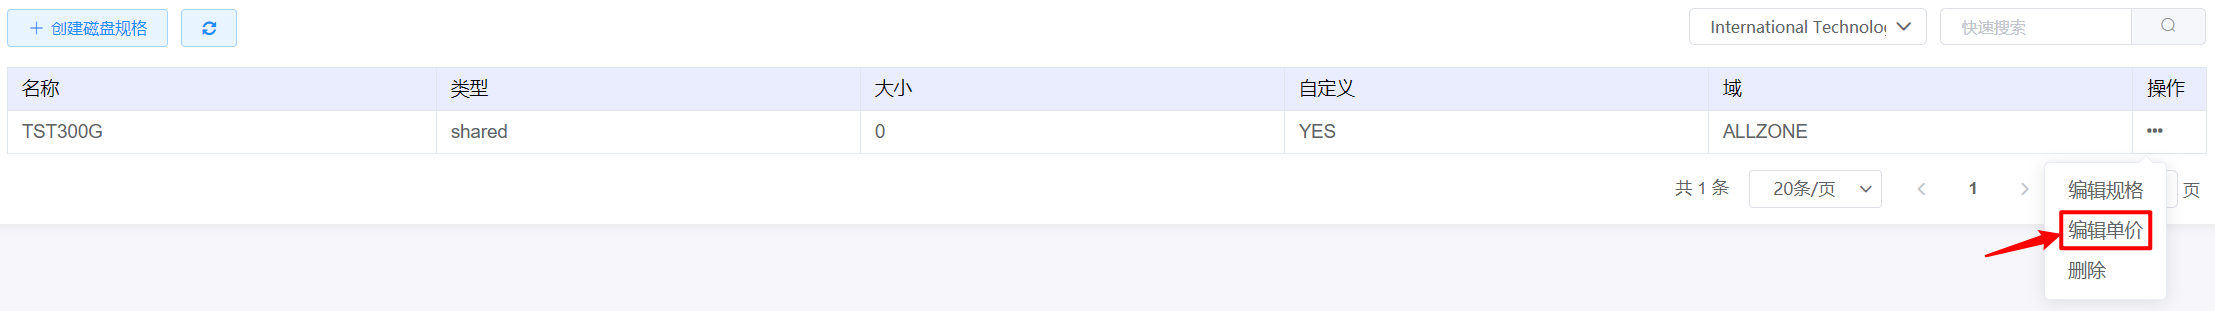 创建磁盘规格
International Technolo
快速搜索
名称 类型 大小 自定义 域 操作
TST300G shared 0 YES ALLZONE •••
共 1 条 20条/页 1 页
编辑规格
编辑单价
删除